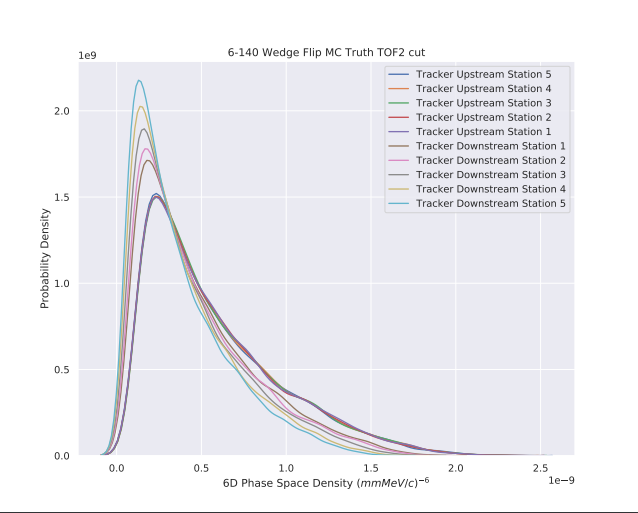 6-140 Wedge Flip MC Truth TOF2 cut
1e9
Tracker Upstream Station 5
Tracker Upstream Station 4
Tracker Upstream Station 3
Tracker Upstream Station 2
Tracker Upstream Station 1
Tracker Downstream Station 1
Tracker Downstream Station 2
Tracker Downstream Station 3
Tracker Downstream Station 4
Tracker Downstream Station 5
2.0
1.5
1.0
0.5
0.0
Probability Density
0.0 0.5 1.0 1.5 2.0 2.5
6D Phase Space Density (mmMeV/c)⁻⁶
1e−9